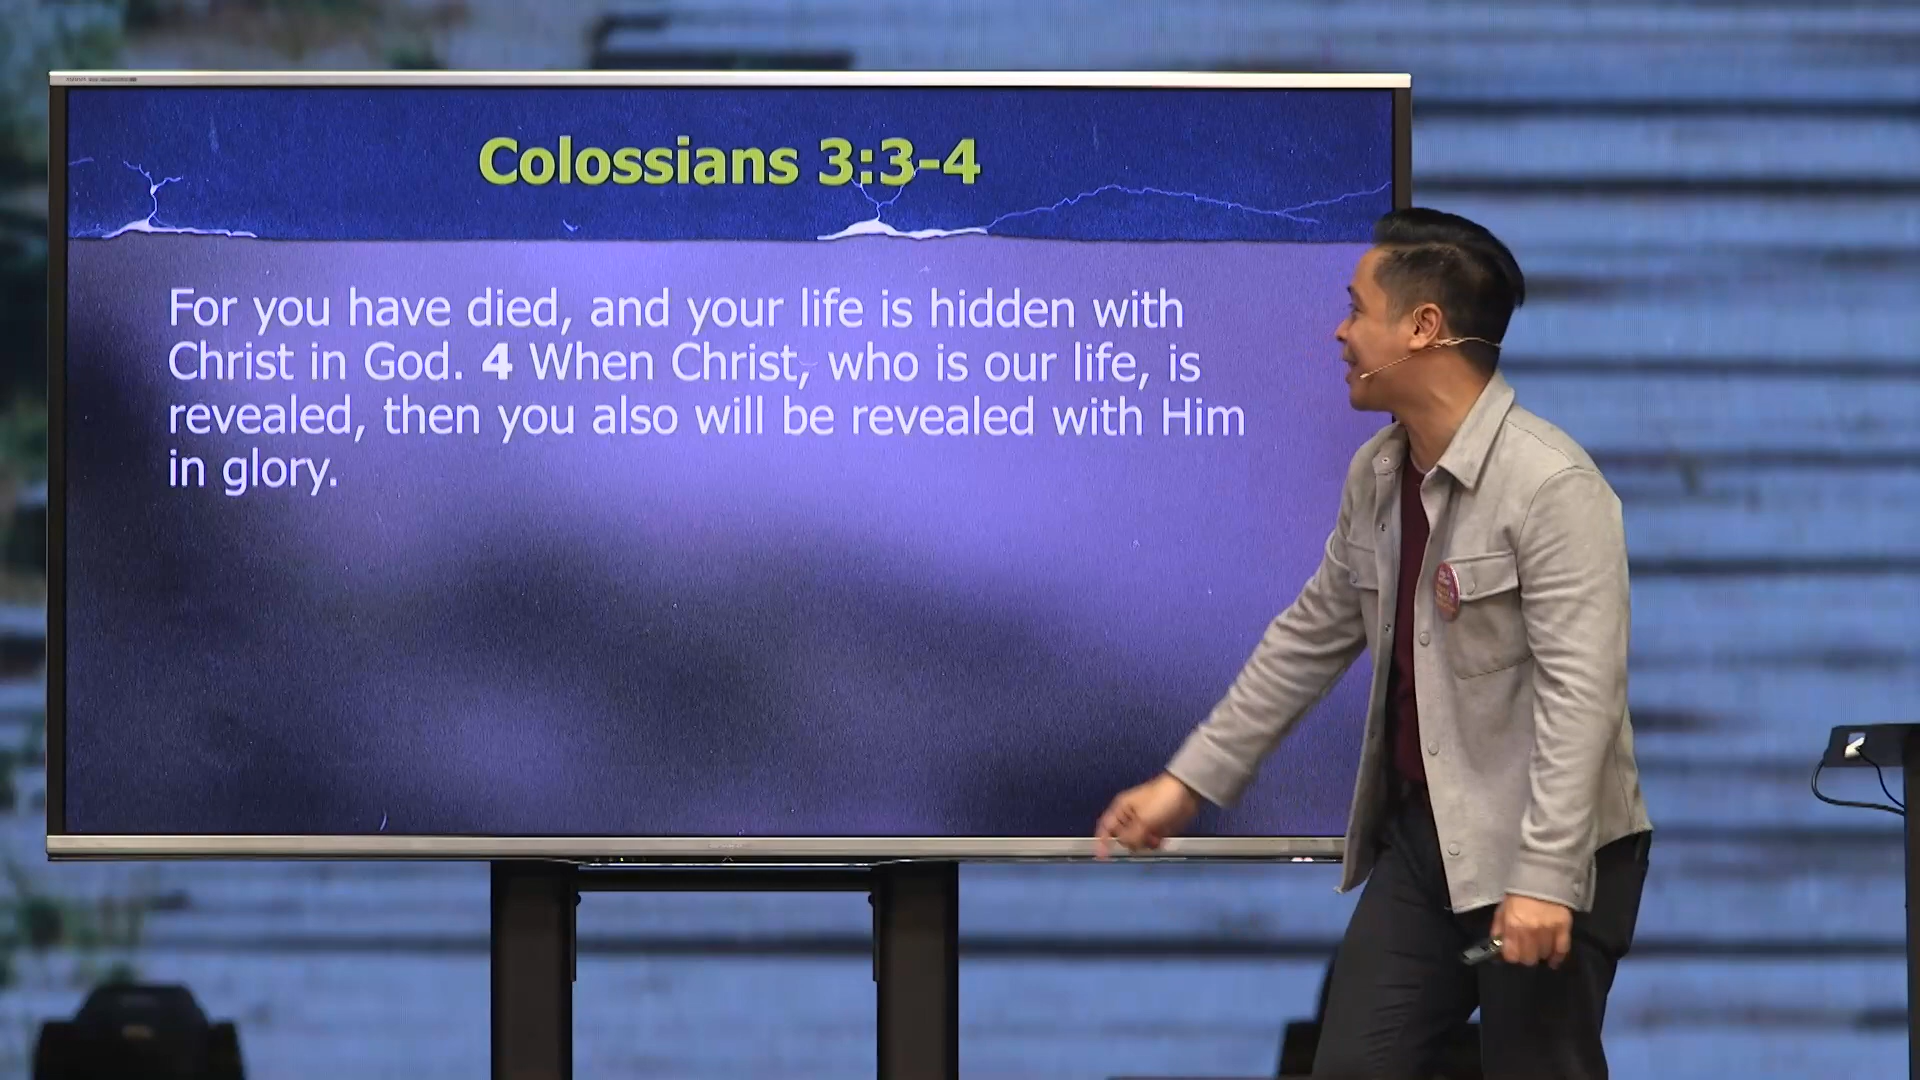 Colossians 3:3-4
For you have died, and your life is hidden with
Christ in God. 4 When Christ, who is our life, is
revealed, then you also will be revealed with Him
in glory.